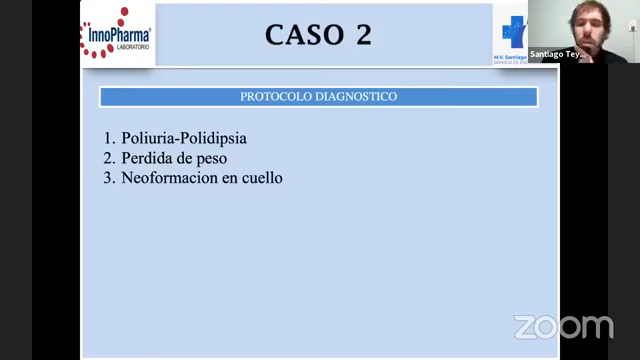 InnoPharma
LABORATORIO
CASO 2
M.V. Santiago
Santiago Tey
PROTOCOLO DIAGNOSTICO
1. Poliuria-Polidipsia
2. Perdida de peso
3. Neoformacion en cuello
zoom